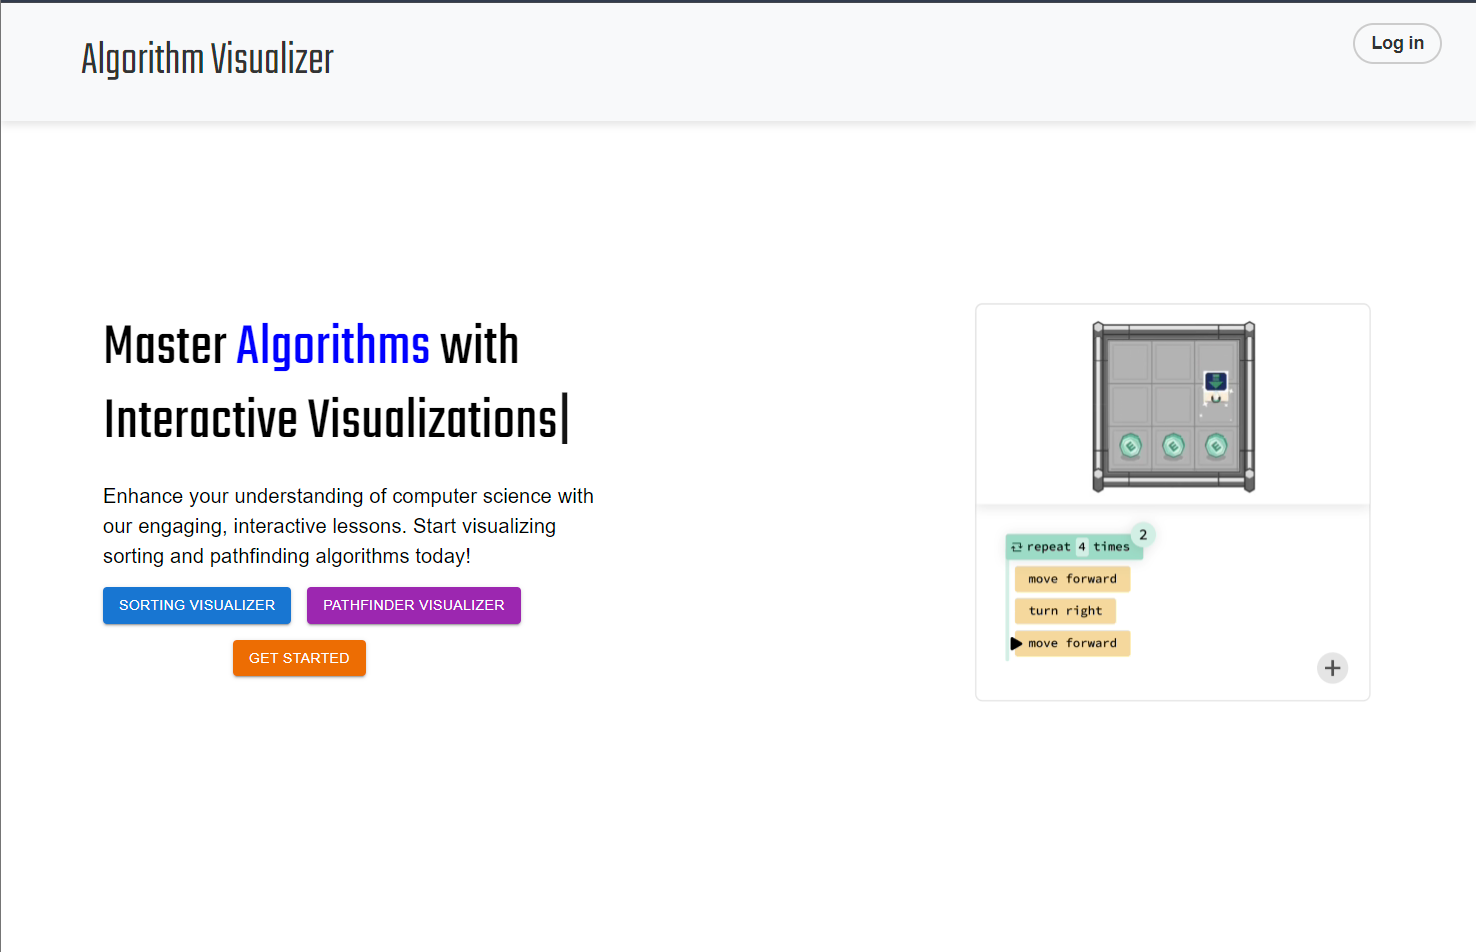 Algorithm Visualizer
Log in
Master Algorithms with
Interactive Visualizations|
Enhance your understanding of computer science with
our engaging, interactive lessons. Start visualizing
sorting and pathfinding algorithms today!
SORTING VISUALIZER
PATHFINDER VISUALIZER
GET STARTED
E E E
2
repeat 4 times
move forward
turn right
move forward